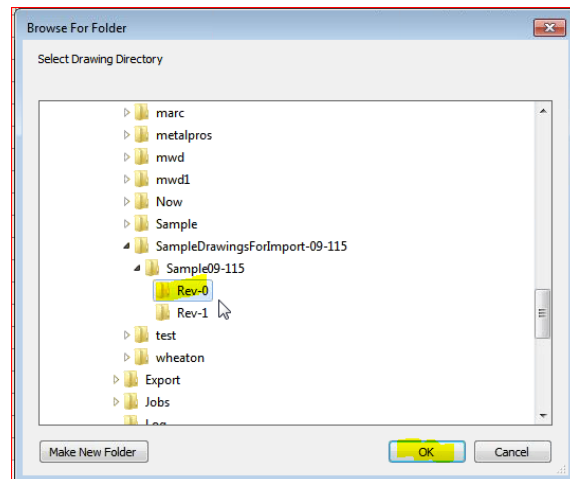 Browse For Folder
Select Drawing Directory
marc
metalpros
mwd
mwd1
Now
Sample
SampleDrawingsForImport-09-115
Sample09-115
Rev-0
Rev-1
test
wheaton
Export
Jobs
Log
Make New Folder OK Cancel